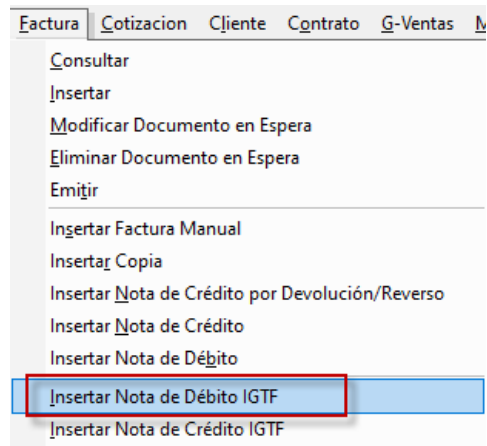 Factura Cotizacion Cliente Contrato G-Ventas M
Consultar
Insertar
Modificar Documento en Espera
Eliminar Documento en Espera
Emitir
Insertar Factura Manual
Insertar Copia
Insertar Nota de Crédito por Devolución/Reverso
Insertar Nota de Crédito
Insertar Nota de Débito
Insertar Nota de Débito IGTF
Insertar Nota de Crédito IGTF